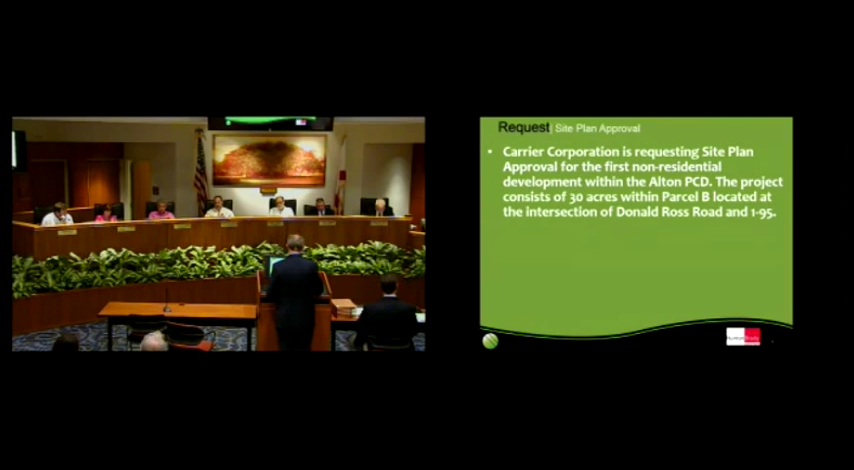 Request| Site Plan Approval
• Carrier Corporation is requesting Site Plan
Approval for the first non-residential
development within the Alton PCD. The project
consists of 30 acres within Parcel B located at
the intersection of Donald Ross Road and 1-95.